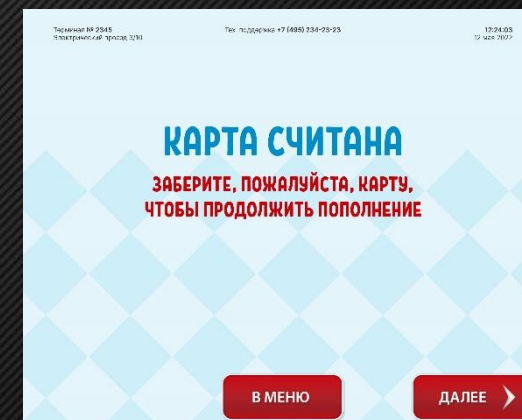 Терминал № 2345
Электрический проезд 3/10
Тех. поддержка +7 (495) 234-23-23
12:24:03
12 мая 2022
КАРТА СЧИТАНА
ЗАБЕРИТЕ, ПОЖАЛУЙСТА, КАРТУ,
ЧТОБЫ ПРОДОЛЖИТЬ ПОПОЛНЕНИЕ
В МЕНЮ
ДАЛЕЕ